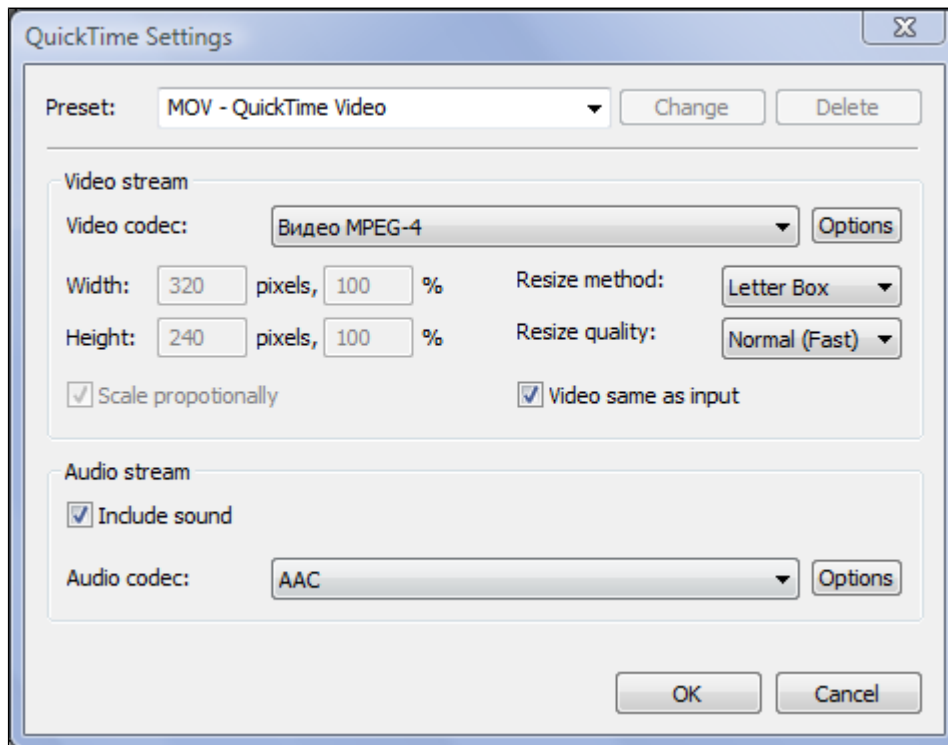 QuickTime Settings
Preset: MOV - QuickTime Video Change Delete
Video stream
Video codec: Видео MPEG-4 Options
Width: 320 pixels, 100 % Resize method: Letter Box
Height: 240 pixels, 100 % Resize quality: Normal (Fast)
Scale propotionally Video same as input
Audio stream
Include sound
Audio codec: AAC Options
OK Cancel